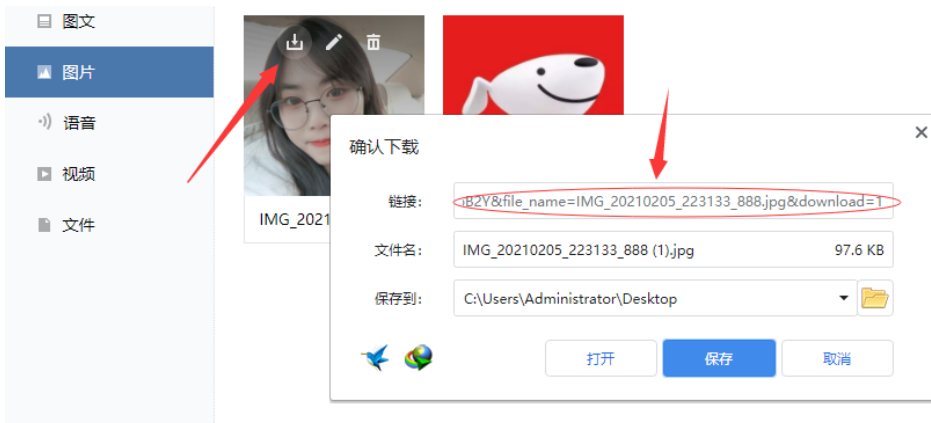 图文
图片
语音
视频
文件
IMG_2021
确认下载
链接:
B2Y&file_name=IMG_20210205_223133_888.jpg&download=1
文件名:
IMG_20210205_223133_888 (1).jpg
97.6 KB
保存到:
C:\Users\Administrator\Desktop
打开
保存
取消